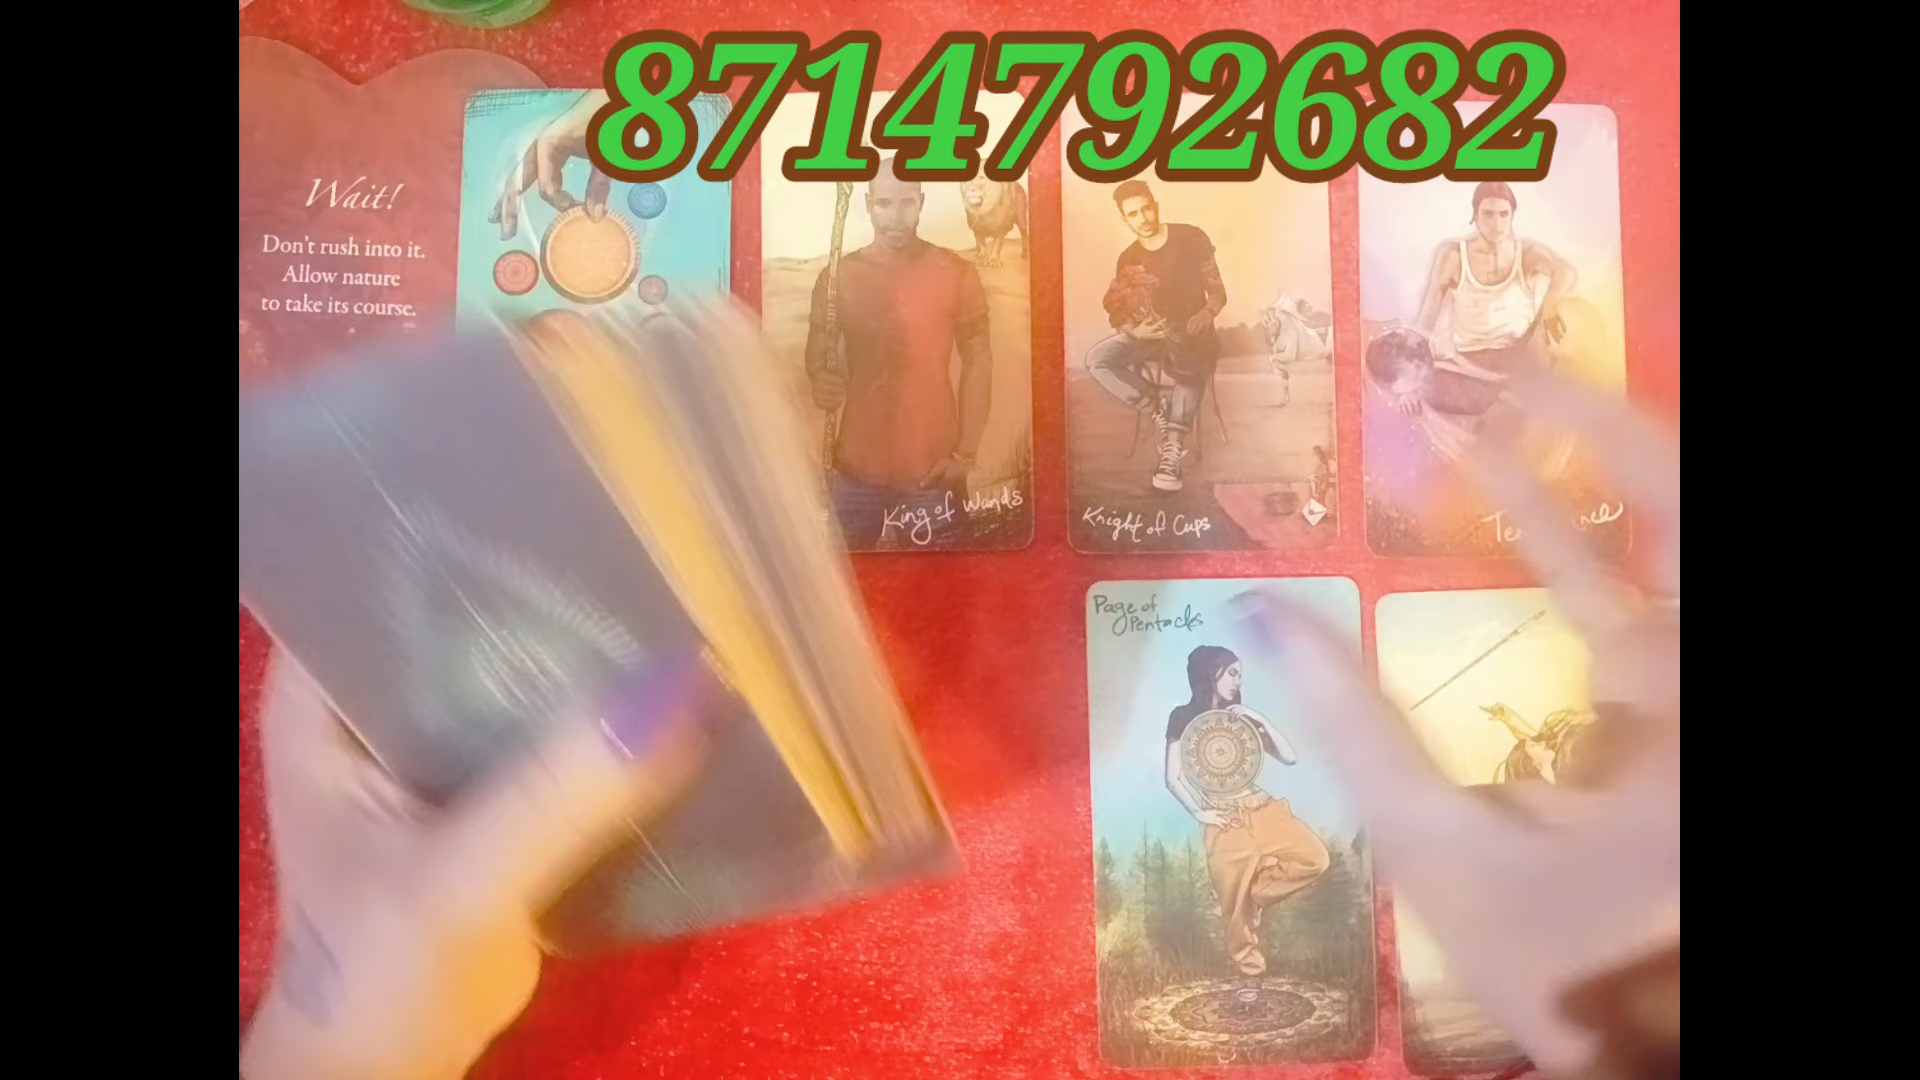 8714792682
Wait!
Don't rush into it.
Allow nature
to take its course.
King of Wands
Knight of Cups
Page of
Pentacles